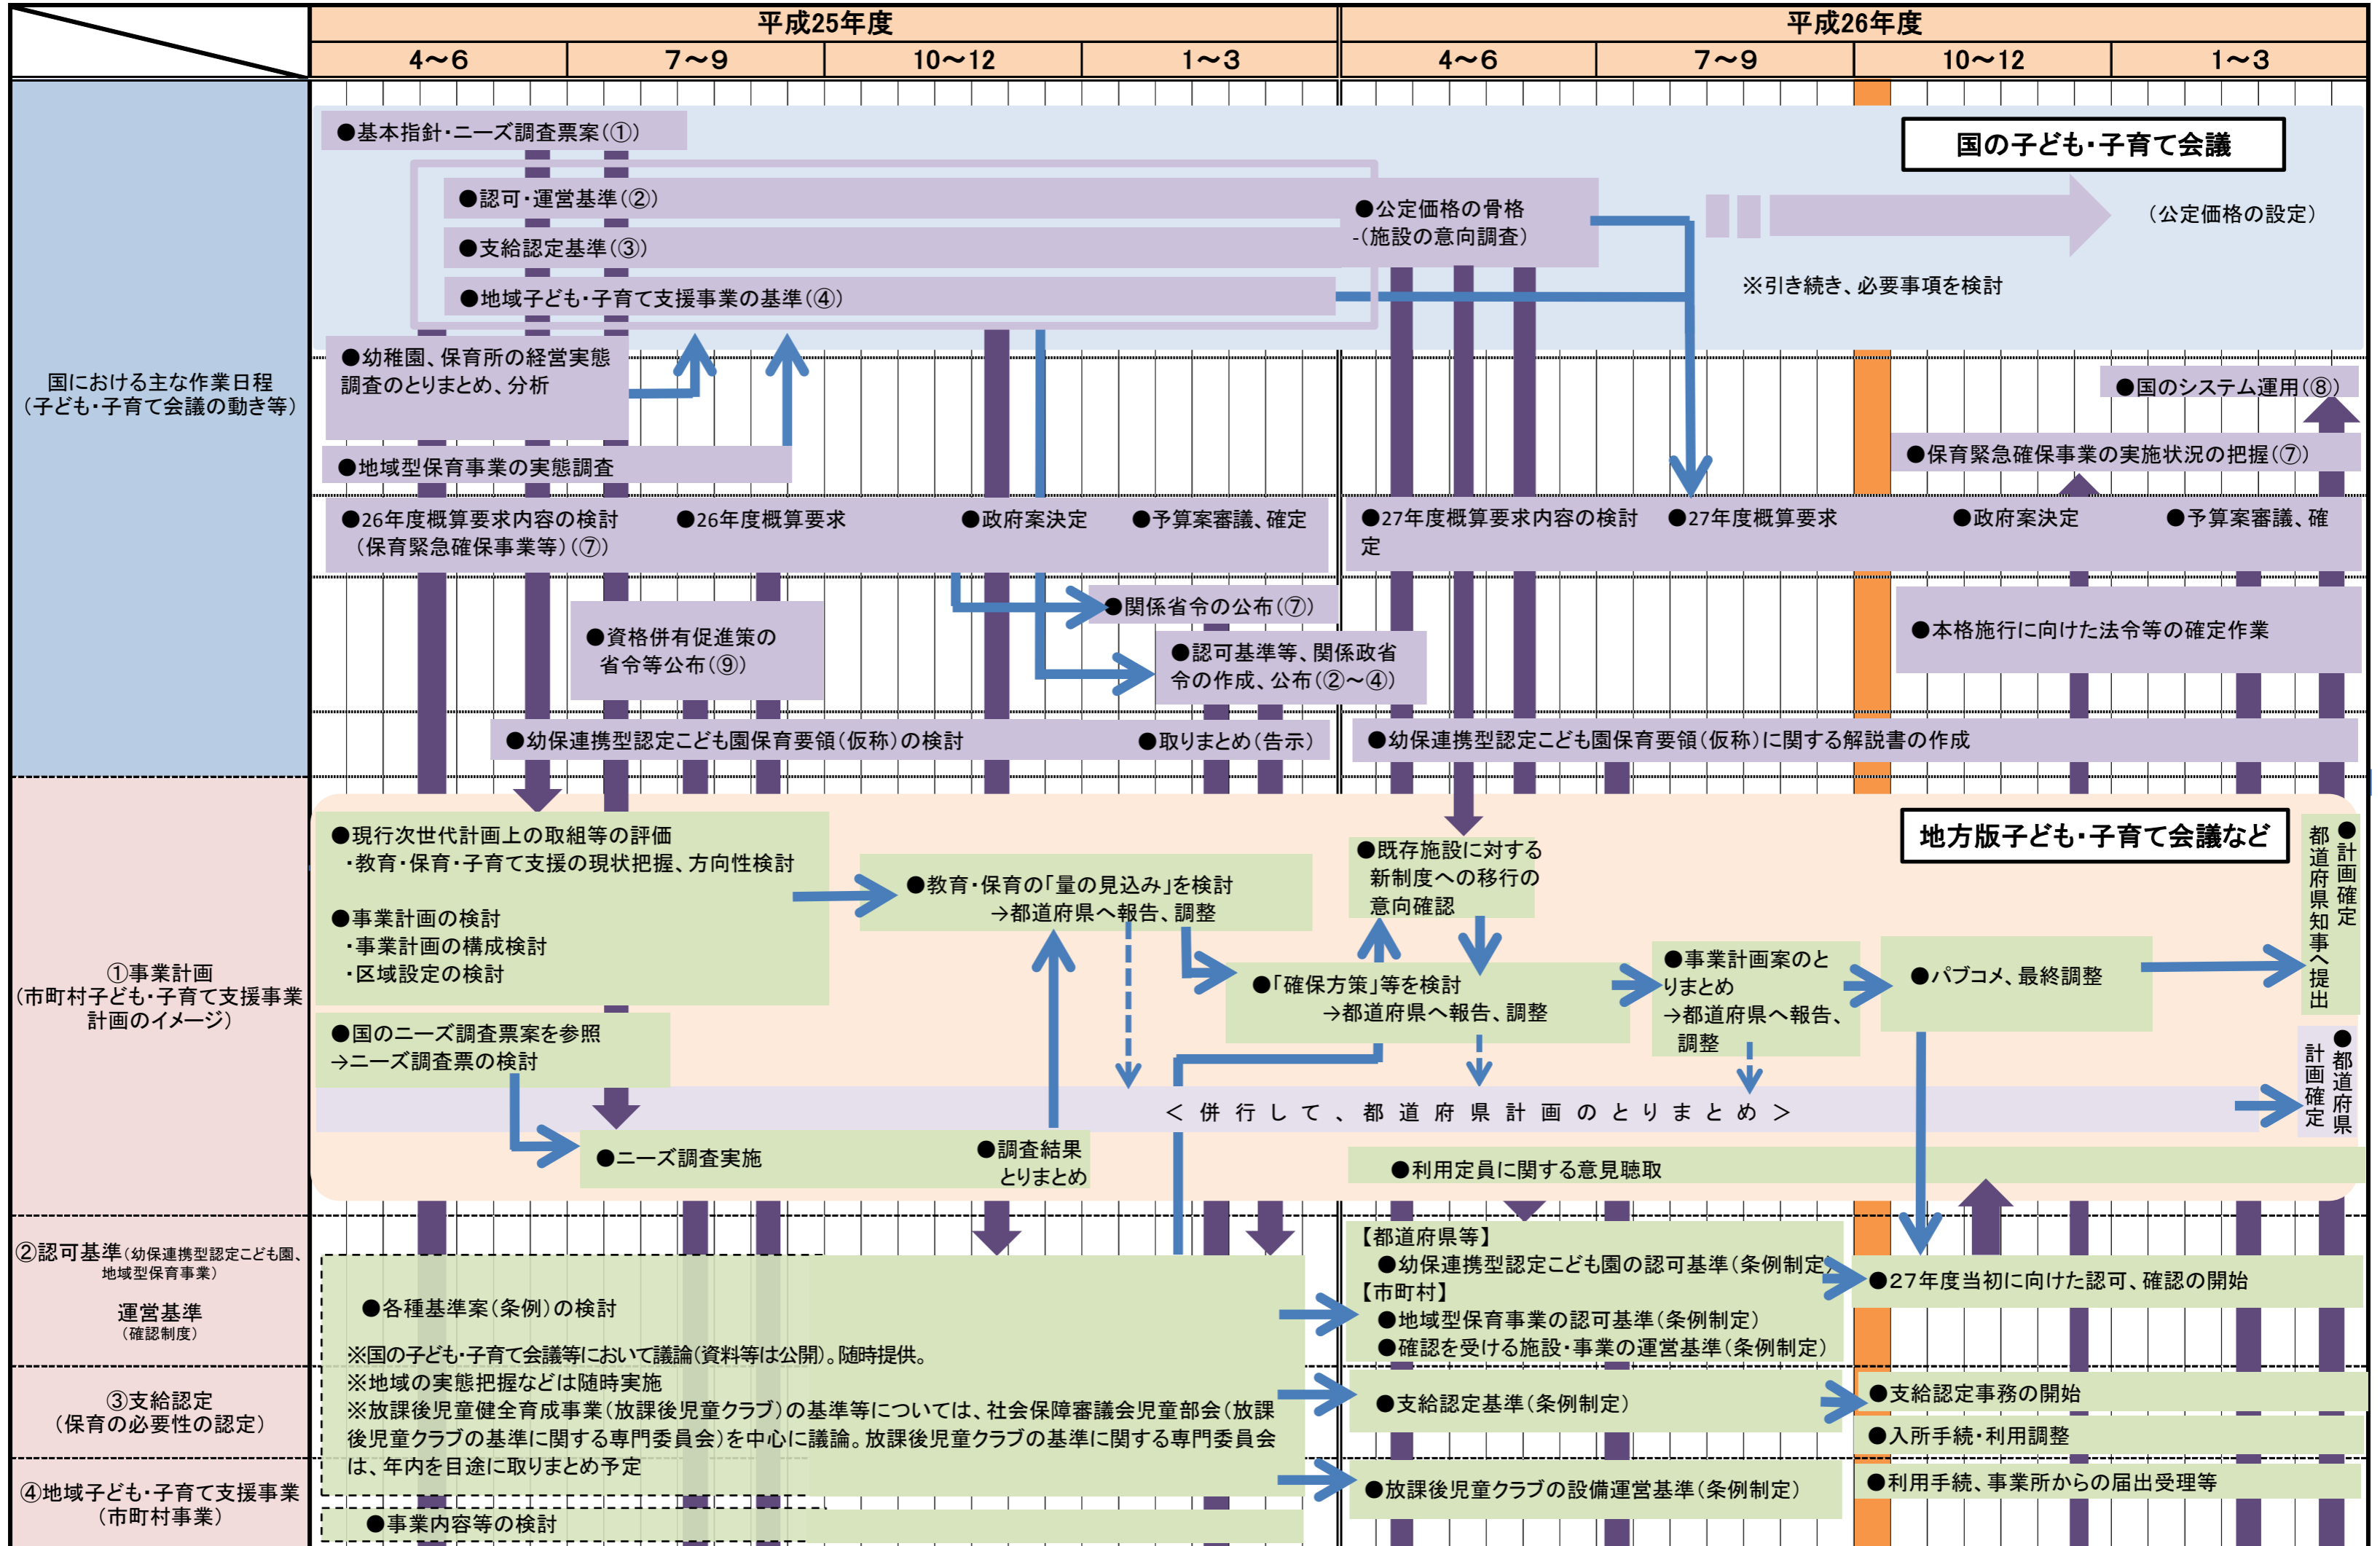 平成25年度
平成26年度
4～6
7～9
10～12
1～3
4～6
7～9
10～12
1～3
国における主な作業日程
（子ども・子育て会議の動き等）
●基本指針・ニーズ調査票案（①）
国の子ども・子育て会議
●認可・運営基準（②）
●支給認定基準（③）
●地域子ども・子育て支援事業の基準（④）
●公定価格の骨格
-（施設の意向調査）
（公定価格の設定）
※引き続き、必要事項を検討
●幼稚園、保育所の経営実態
調査のとりまとめ、分析
●国のシステム運用（⑧）
●地域型保育事業の実態調査
●保育緊急確保事業の実施状況の把握（⑦）
●26年度概算要求内容の検討
（保育緊急確保事業等）（⑦）
●26年度概算要求
●政府案決定
●予算案審議、確定
●27年度概算要求内容の検討
●27年度概算要求
●政府案決定
●予算案審議、確
定
●資格併有促進策の
省令等公布（⑨）
●関係省令の公布（⑦）
●認可基準等、関係政省
令の作成、公布（②～④）
●本格施行に向けた法令等の確定作業
●幼保連携型認定こども園保育要領（仮称）の検討
●取りまとめ（告示）
●幼保連携型認定こども園保育要領（仮称）に関する解説書の作成
①事業計画
（市町村子ども・子育て支援事業
計画のイメージ）
地方版子ども・子育て会議など
●現行次世代計画上の取組等の評価
・教育・保育・子育て支援の現状把握、方向性検討
●事業計画の検討
・事業計画の構成検討
・区域設定の検討
●教育・保育の「量の見込み」を検討
→都道府県へ報告、調整
●既存施設に対する
新制度への移行の
意向確認
●「確保方策」等を検討
→都道府県へ報告、調整
●事業計画案のと
りまとめ
→都道府県へ報告、
調整
●パブコメ、最終調整
●計画確定
都道府県知事へ提出
●国のニーズ調査票案を参照
→ニーズ調査票の検討
＜併行して、都道府県計画のとりまとめ＞
●都道府県
計画確定
●ニーズ調査実施
●調査結果
とりまとめ
●利用定員に関する意見聴取
②認可基準（幼保連携型認定こども園、
地域型保育事業）
運営基準
（確認制度）
●各種基準案（条例）の検討
※国の子ども・子育て会議等において議論（資料等は公開）。随時提供。
※地域の実態把握などは随時実施
※放課後児童健全育成事業（放課後児童クラブ）の基準等については、社会保障審議会児童部会（放課
後児童クラブの基準に関する専門委員会）を中心に議論。放課後児童クラブの基準に関する専門委員会
は、年内を目途に取りまとめ予定
【都道府県等】
●幼保連携型認定こども園の認可基準（条例制定）
【市町村】
●地域型保育事業の認可基準（条例制定）
●確認を受ける施設・事業の運営基準（条例制定）
●27年度当初に向けた認可、確認の開始
③支給認定
（保育の必要性の認定）
●支給認定基準（条例制定）
●支給認定事務の開始
●入所手続・利用調整
④地域子ども・子育て支援事業
（市町村事業）
●放課後児童クラブの設備運営基準（条例制定）
●利用手続、事業所からの届出受理等
●事業内容等の検討